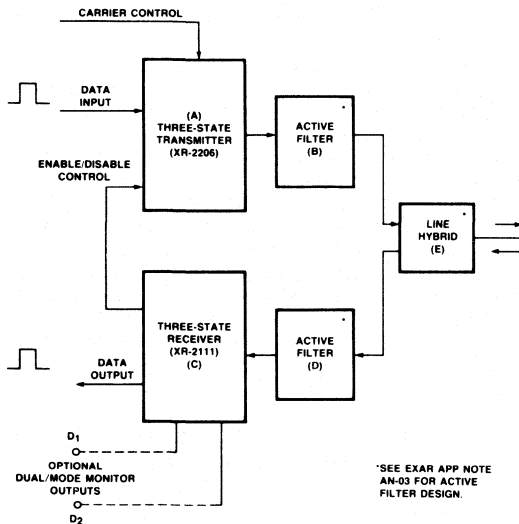 CARRIER CONTROL
DATA
INPUT
(A)
THREE-STATE
TRANSMITTER
(XR-2206)
*
ACTIVE
FILTER
(B)
ENABLE/DISABLE
CONTROL
*
LINE
HYBRID
(E)
THREE-STATE
RECEIVER
(XR-2111)
(C)
*
ACTIVE
FILTER
(D)
DATA
OUTPUT
D1
OPTIONAL
DUAL/MODE MONITOR
OUTPUTS
D2
*SEE EXAR APP NOTE
AN-03 FOR ACTIVE
FILTER DESIGN.